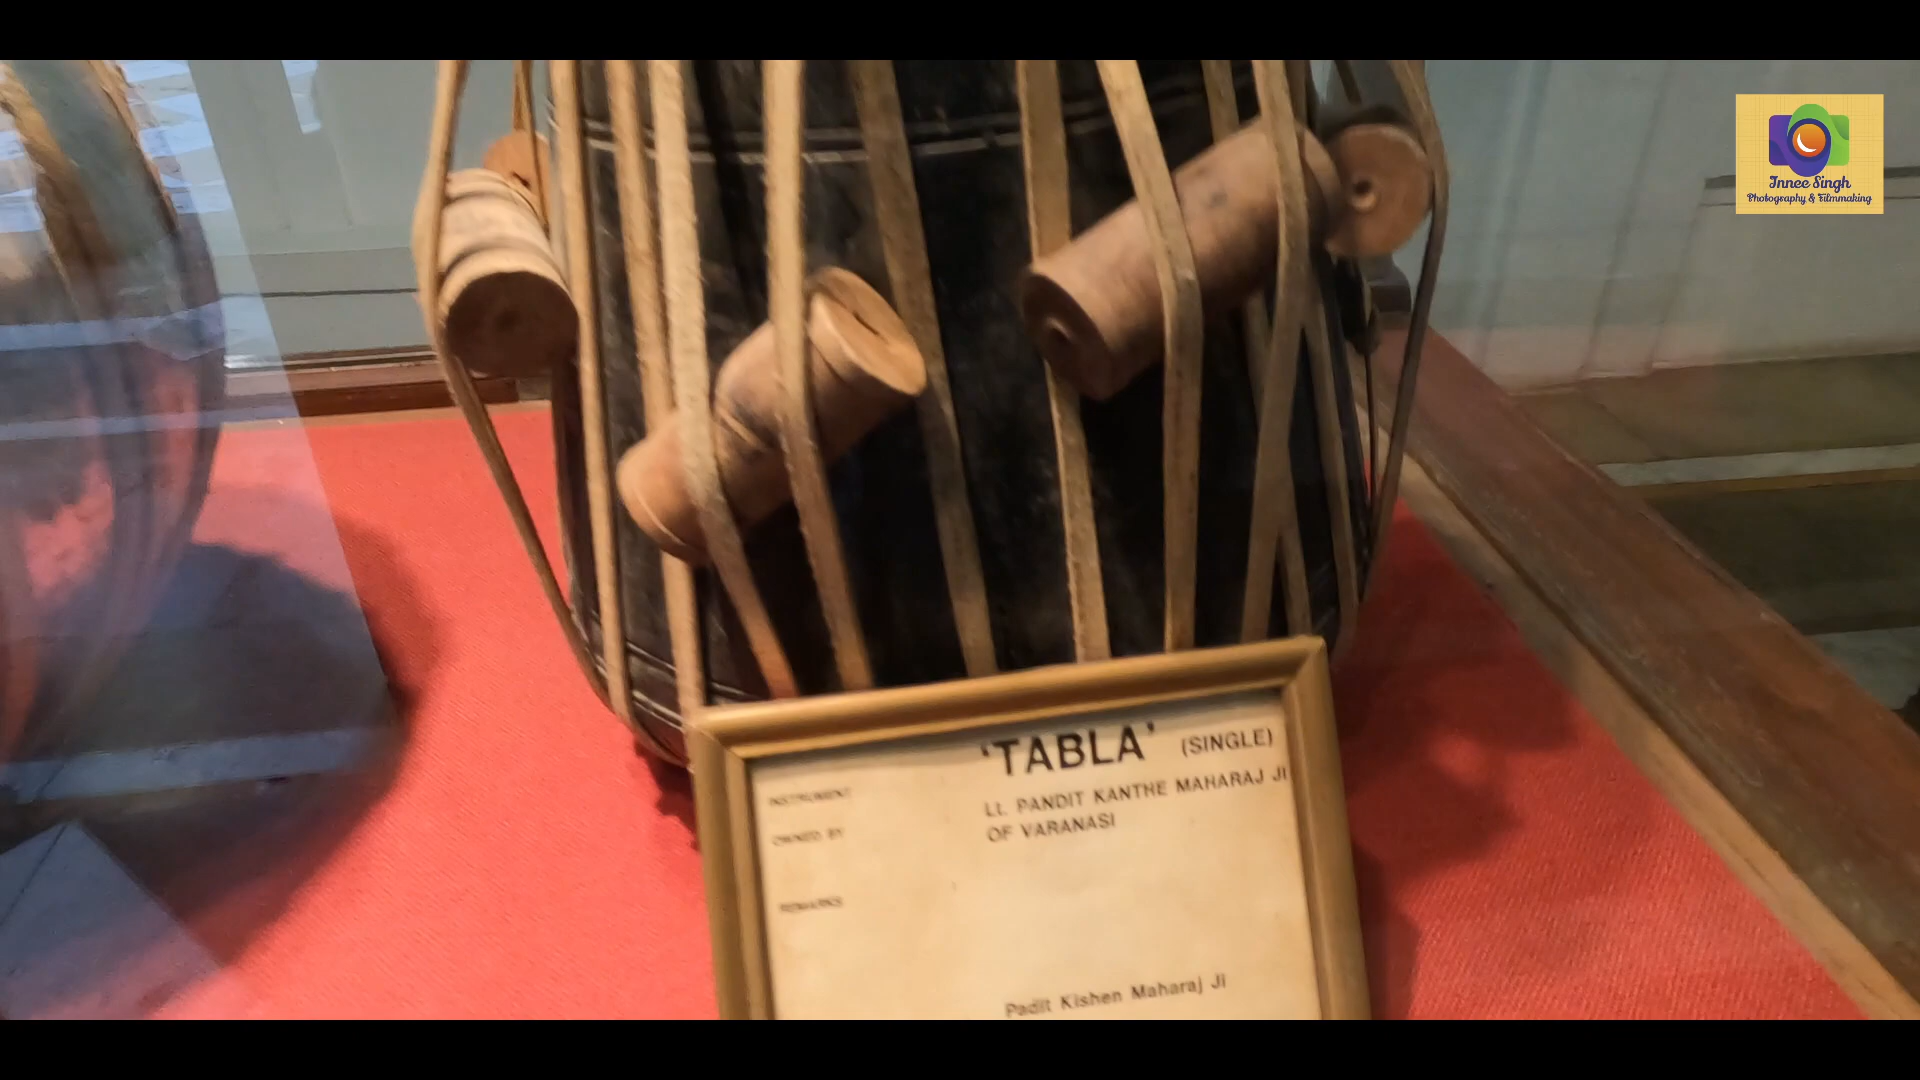 Innee Singh
Photography & Filmmaking
'TABLA' (SINGLE)
INSTRUMENT
Lt. PANDIT KANTHE MAHARAJ JI
OWNED BY
OF VARANASI
REMARKS
Padit Kishen Maharaj Ji